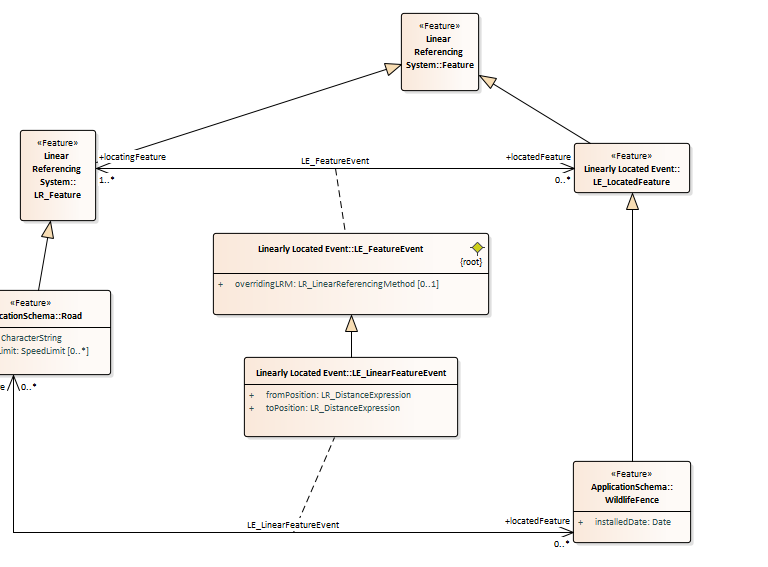 «Feature»
Linear
Referencing
System::Feature
«Feature»
Linear
Referencing
System::
LR_Feature
+locatingFeature
1..*
LE_FeatureEvent
+locatedFeature
0..*
«Feature»
Linearly Located Event::
LE_LocatedFeature
Linearly Located Event::LE_FeatureEvent
{root}
+ overridingLRM: LR_LinearReferencingMethod [0..1]
«Feature»
cationSchema::Road
CharacterString
imit: SpeedLimit [0..*]
e
0..*
Linearly Located Event::LE_LinearFeatureEvent
+ fromPosition: LR_DistanceExpression
+ toPosition: LR_DistanceExpression
«Feature»
ApplicationSchema::
WildlifeFence
+ installedDate: Date
LE_LinearFeatureEvent
+locatedFeature
0..*